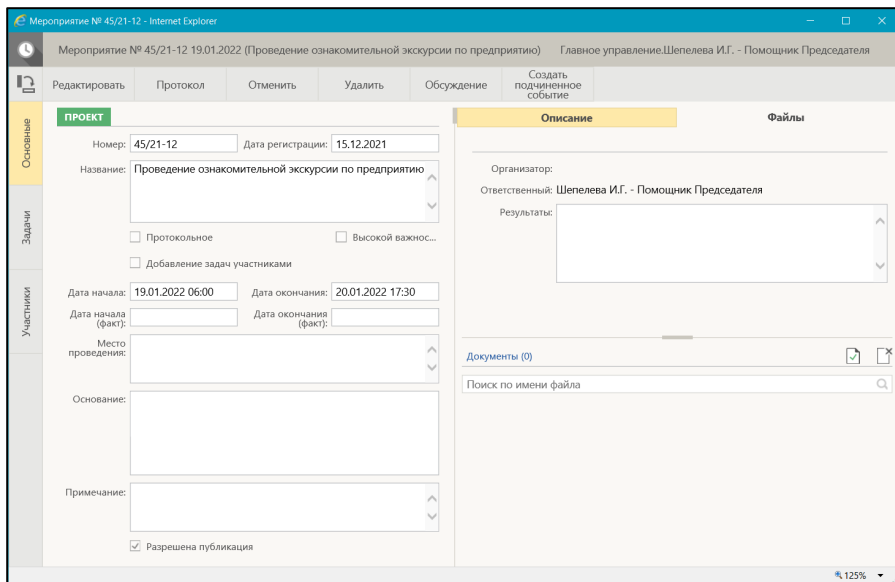 Мероприятие № 45/21-12 - Internet Explorer
Мероприятие № 45/21-12 19.01.2022 (Проведение ознакомительной экскурсии по предприятию) Главное управление.Шепелева И.Г. - Помощник Председателя
Редактировать Протокол Отменить Удалить Обсуждение Создать
подчиненное
событие
Основные
Задачи
Участники
ПРОЕКТ
Номер: 45/21-12 Дата регистрации: 15.12.2021
Название: Проведение ознакомительной экскурсии по предприятию
Протокольное Высокой важнос...
Добавление задач участниками
Дата начала: 19.01.2022 06:00 Дата окончания: 20.01.2022 17:30
Дата начала
(факт):
Дата окончания
(факт):
Место
проведения:
Основание:
Примечание:
Разрешена публикация
Описание Файлы
Организатор:
Ответственный: Шепелева И.Г. - Помощник Председателя
Результаты:
Документы (0)
Поиск по имени файла
125%